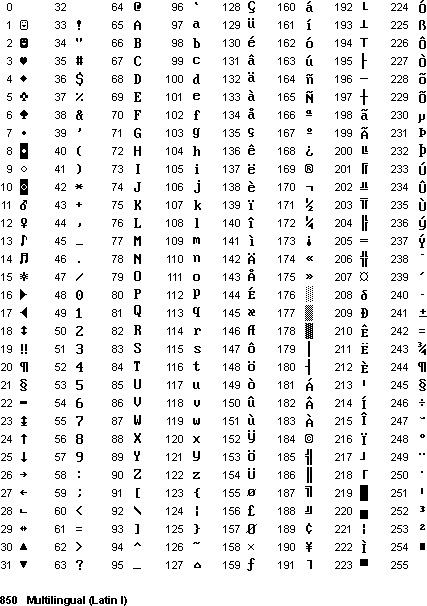 0 32 64 @ 96 ` 128 Ç 160 á 192 └ 224 Ó
1 ☺ 33 ! 65 A 97 a 129 ü 161 í 193 ┴ 225 ß
2 ☻ 34 " 66 B 98 b 130 é 162 ó 194 ┬ 226 Ô
3 ♥ 35 # 67 C 99 c 131 â 163 ú 195 ├ 227 Ò
4 ♦ 36 $ 68 D 100 d 132 ä 164 ñ 196 ─ 228 õ
5 ♣ 37 % 69 E 101 e 133 à 165 Ñ 197 ┼ 229 Õ
6 ♠ 38 & 70 F 102 f 134 å 166 ª 198 ã 230 µ
7 • 39 ' 71 G 103 g 135 ç 167 º 199 Ã 231 þ
8 ◘ 40 ( 72 H 104 h 136 ê 168 ¿ 200 ╚ 232 Þ
9 ○ 41 ) 73 I 105 i 137 ë 169 ® 201 ╔ 233 Ú
10 ◙ 42 * 74 J 106 j 138 è 170 ¬ 202 ╩ 234 Û
11 ♂ 43 + 75 K 107 k 139 ï 171 ½ 203 ╦ 235 Ù
12 ♀ 44 , 76 L 108 l 140 î 172 ¼ 204 ╠ 236 ý
13 ♪ 45 - 77 M 109 m 141 ì 173 ¡ 205 ═ 237 Ý
14 ♫ 46 . 78 N 110 n 142 Ä 174 « 206 ╬ 238 ¯
15 ☼ 47 / 79 O 111 o 143 Å 175 » 207 ¤ 239 ´
16 ► 48 0 80 P 112 p 144 É 176 ░ 208 ð 240 -
17 ◄ 49 1 81 Q 113 q 145 æ 177 ▒ 209 Ð 241 ±
18 ↕ 50 2 82 R 114 r 146 Æ 178 ▓ 210 Ê 242 =
19 ‼ 51 3 83 S 115 s 147 ô 179 │ 211 Ë 243 ¾
20 ¶ 52 4 84 T 116 t 148 ö 180 ┤ 212 È 244 ¶
21 § 53 5 85 U 117 u 149 ò 181 Á 213 ' 245 §
22 ▬ 54 6 86 V 118 v 150 û 182 Â 214 Í 246 ÷
23 ↨ 55 7 87 W 119 w 151 ù 183 À 215 Î 247 ¸
24 ↑ 56 8 88 X 120 x 152 ÿ 184 © 216 Ï 248 °
25 ↓ 57 9 89 Y 121 y 153 Ö 185 ╣ 217 ┘ 249 ¨
26 → 58 : 90 Z 122 z 154 Ü 186 ║ 218 ┌ 250 ·
27 ← 59 ; 91 [ 123 { 155 ø 187 ╗ 219 █ 251 ¹
28 ∟ 60 < 92 \ 124 ¦ 156 £ 188 ╝ 220 ▄ 252 ³
29 ↔ 61 = 93 ] 125 } 157 Ø 189 ¢ 221 ¦ 253 ²
30 ▲ 62 > 94 ^ 126 ~ 158 × 190 ¥ 222 Ì 254 ■
31 ▼ 63 ? 95 _ 127 ⌂ 159 ƒ 191 ┐ 223 ▀ 255
850 Multilingual (Latin I)